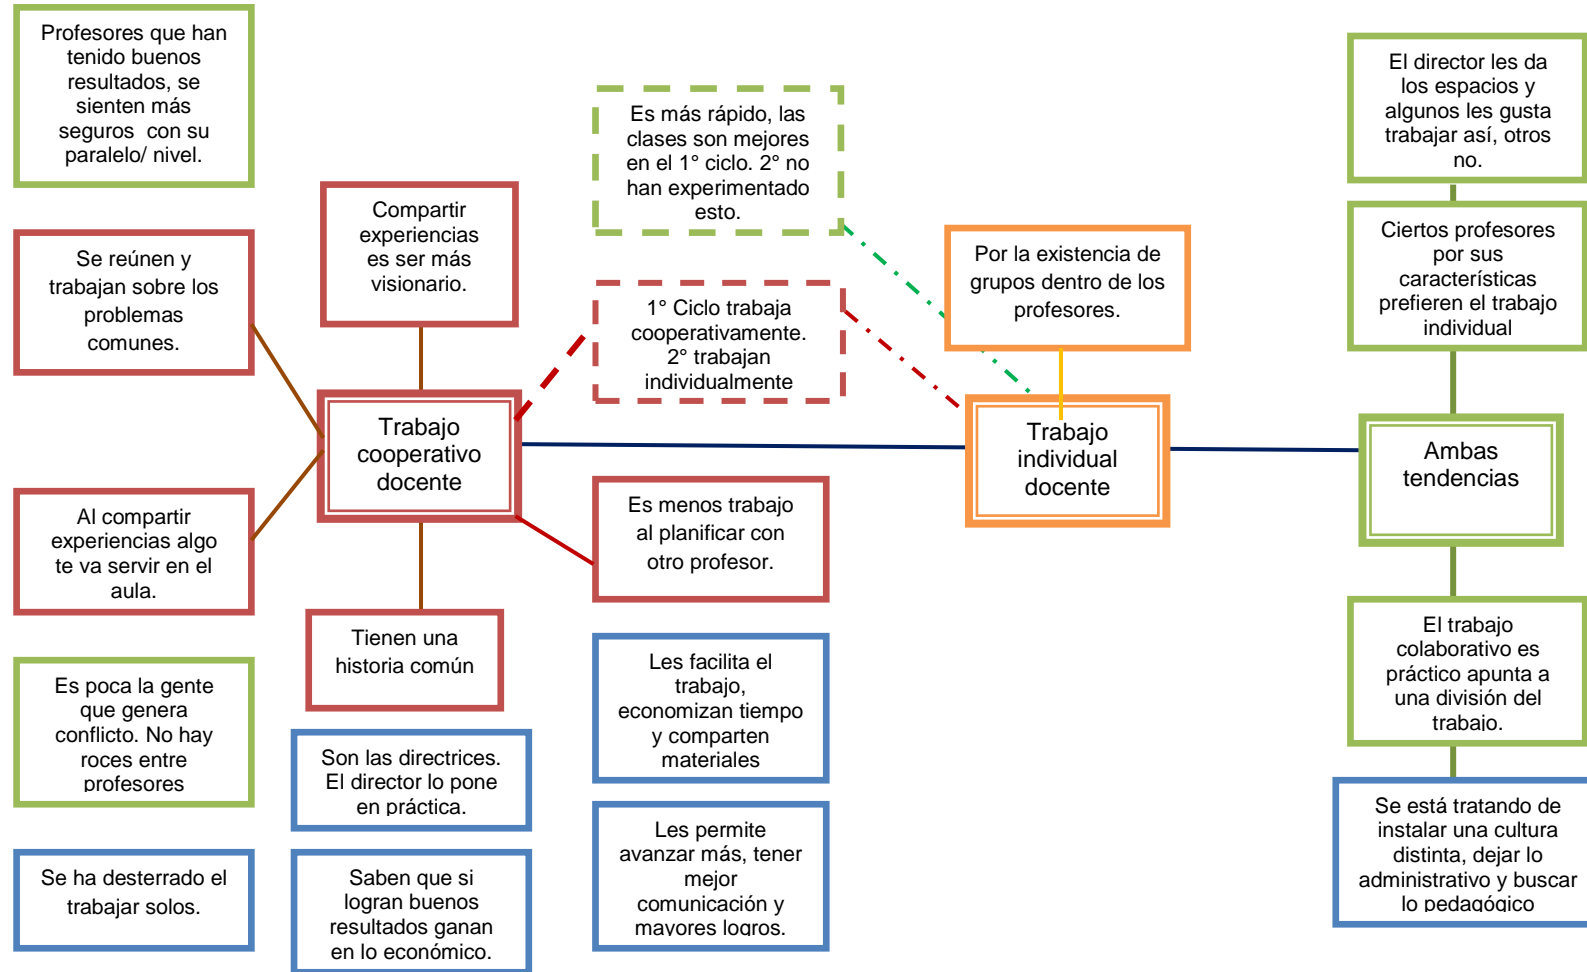 Profesores que han
tenido buenos
resultados, se
sienten más
seguros con su
paralelo/ nivel.
Se reúnen y
trabajan sobre los
problemas
comunes.
Al compartir
experiencias algo
te va servir en el
aula.
Es poca la gente
que genera
conflicto. No hay
roces entre
profesores
Se ha desterrado el
trabajar solos.
Compartir
experiencias
es ser más
visionario.
Trabajo
cooperativo
docente
Tienen una
historia común
Son las directrices.
El director lo pone
en práctica.
Saben que si
logran buenos
resultados ganan
en lo económico.
Es más rápido, las
clases son mejores
en el 1° ciclo. 2° no
han experimentado
esto.
1° Ciclo trabaja
cooperativamente.
2° trabajan
individualmente
Es menos trabajo
al planificar con
otro profesor.
Les facilita el
trabajo,
economizan tiempo
y comparten
materiales
Les permite
avanzar más, tener
mejor
comunicación y
mayores logros.
Por la existencia de
grupos dentro de los
profesores.
Trabajo
individual
docente
El director les da
los espacios y
algunos les gusta
trabajar así, otros
no.
Ciertos profesores
por sus
características
prefieren el trabajo
individual
Ambas
tendencias
El trabajo
colaborativo es
práctico apunta a
una división del
trabajo.
Se está tratando de
instalar una cultura
distinta, dejar lo
administrativo y buscar
lo pedagógico